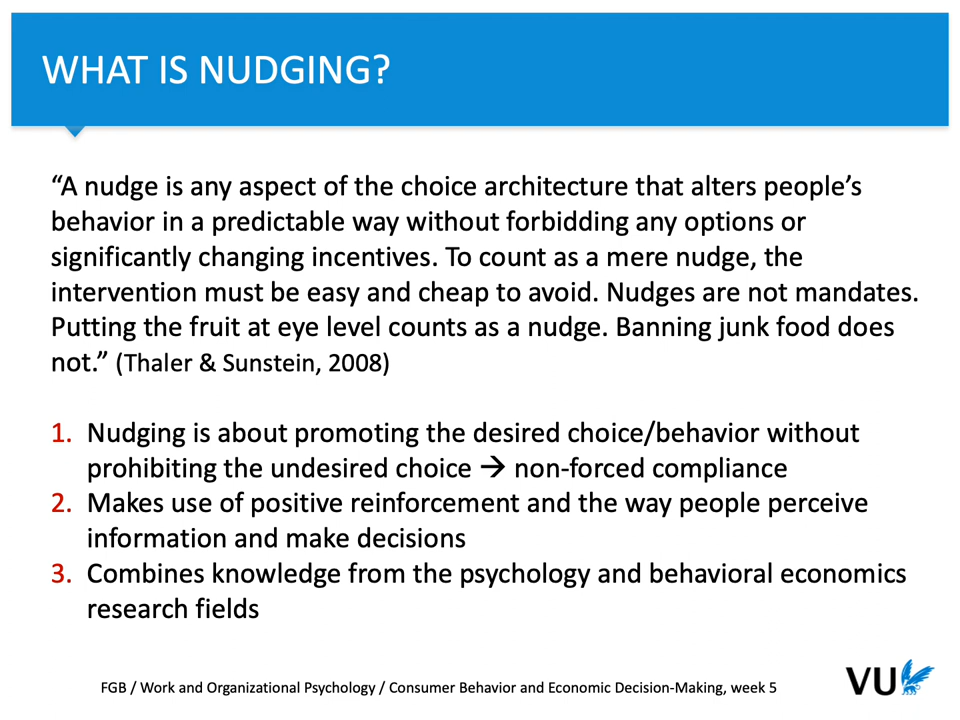 WHAT IS NUDGING?
“A nudge is any aspect of the choice architecture that alters people’s
behavior in a predictable way without forbidding any options or
significantly changing incentives. To count as a mere nudge, the
intervention must be easy and cheap to avoid. Nudges are not mandates.
Putting the fruit at eye level counts as a nudge. Banning junk food does
not.” (Thaler & Sunstein, 2008)
1. Nudging is about promoting the desired choice/behavior without
prohibiting the undesired choice → non-forced compliance
2. Makes use of positive reinforcement and the way people perceive
information and make decisions
3. Combines knowledge from the psychology and behavioral economics
research fields
FGB / Work and Organizational Psychology / Consumer Behavior and Economic Decision-Making, week 5
VU